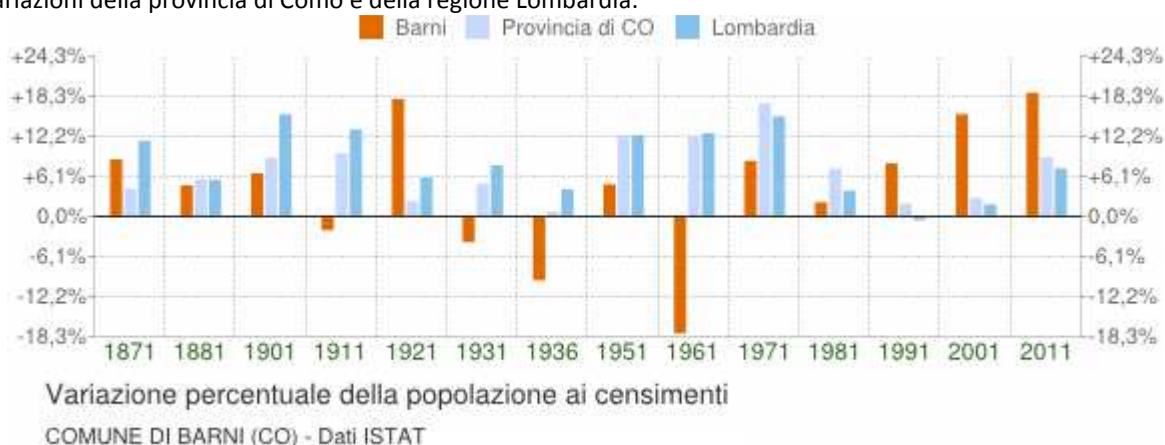 ariazioni della provincia di Como e della regione Lombardia.
Barni Provincia di CO Lombardia
+24,3% +24,3%
+18,3% +18,3%
+12,2% +12,2%
+6,1% +6,1%
0,0% 0,0%
-6,1% -6,1%
-12,2% -12,2%
-18,3% -18,3%
1871 1881 1901 1911 1921 1931 1936 1951 1961 1971 1981 1991 2001 2011
Variazione percentuale della popolazione ai censimenti
COMUNE DI BARNI (CO) - Dati ISTAT